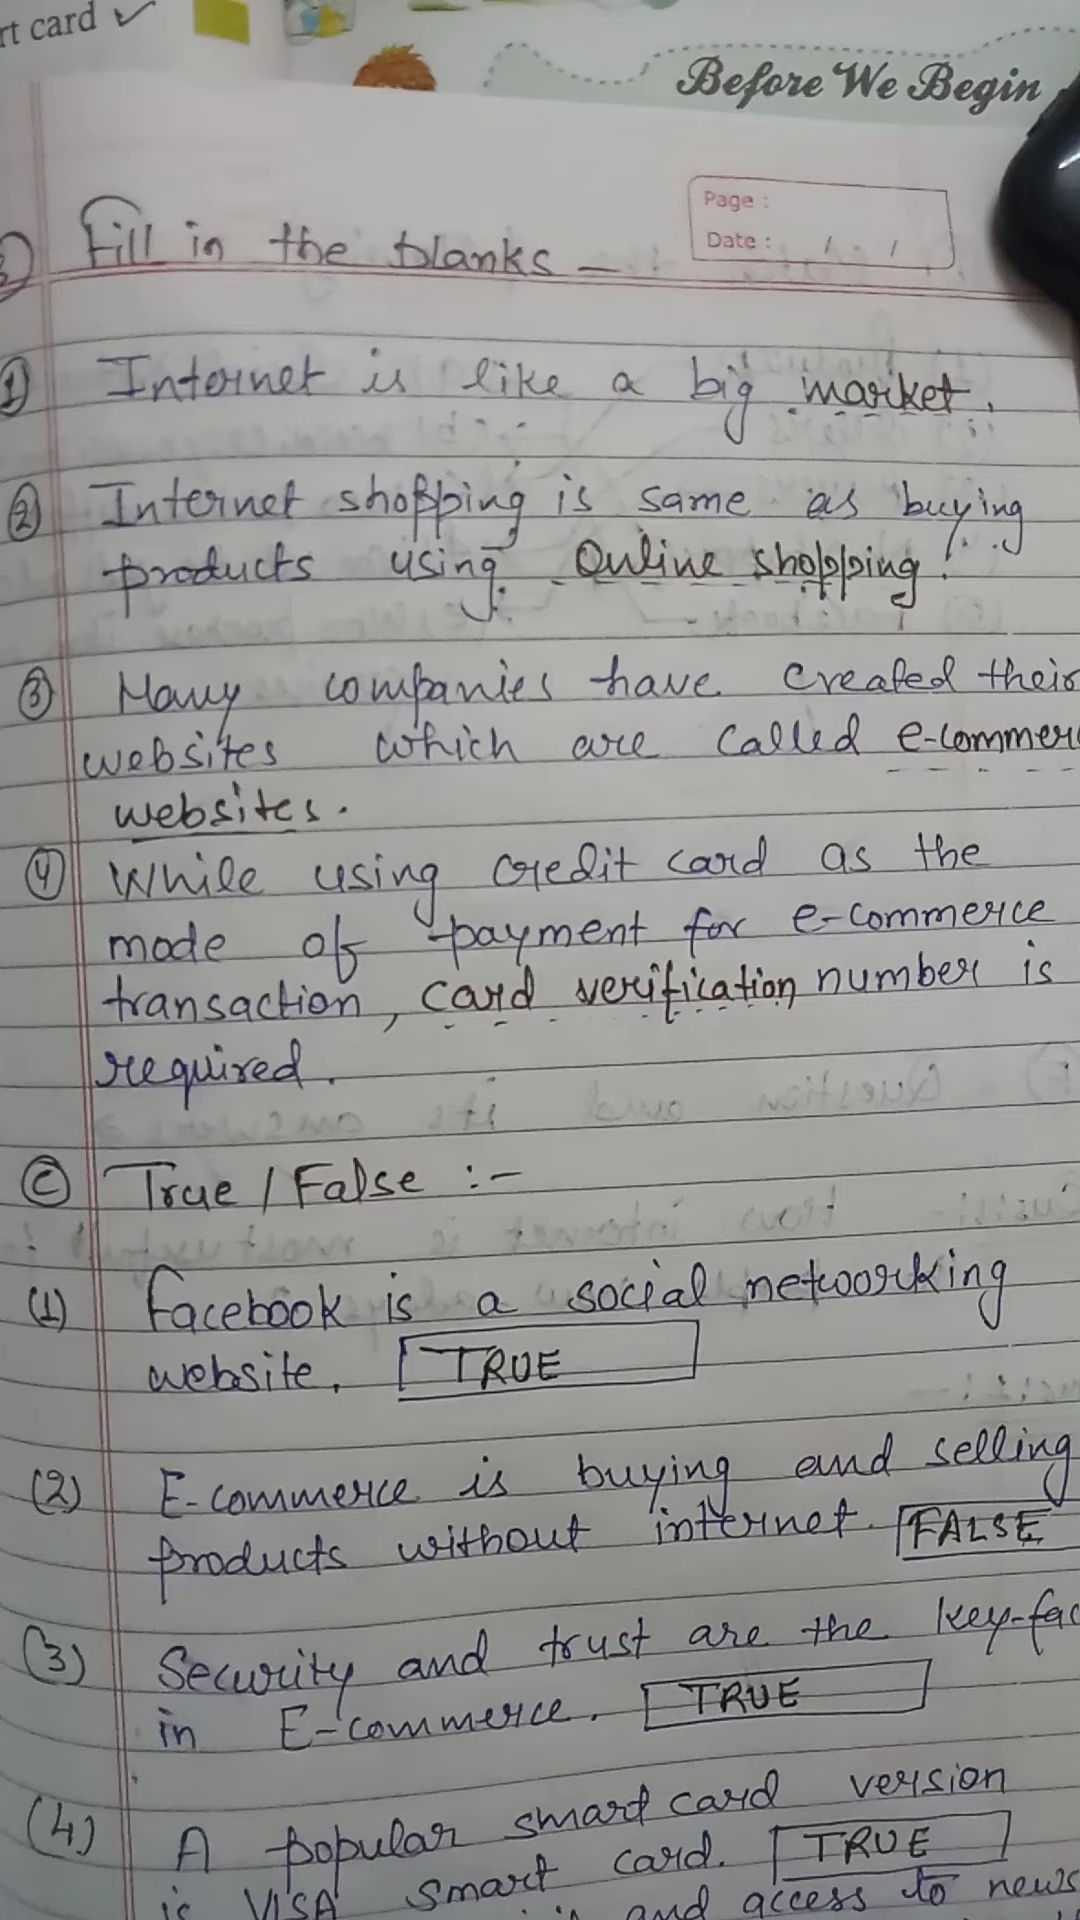 rt card ✓
Before We Begin
Page :
Date : / /
Fill in the blanks –
① Internet is like a big market.
② Internet shopping is same as buying
products using Online shopping.
③ Many companies have created their
websites which are called e-commer
websites.
④ While using credit card as the
mode of payment for e-commerce
transaction, card verification number is
required.
Ⓒ True / False :-
(1) Facebook is a social networking
website. TRUE
(2) E-commerce is buying and selling
products without internet. FALSE
(3) Security and trust are the key-fac
in E-commerce. TRUE
(4) A popular smart card version
is VISA smart card. TRUE
and access to news